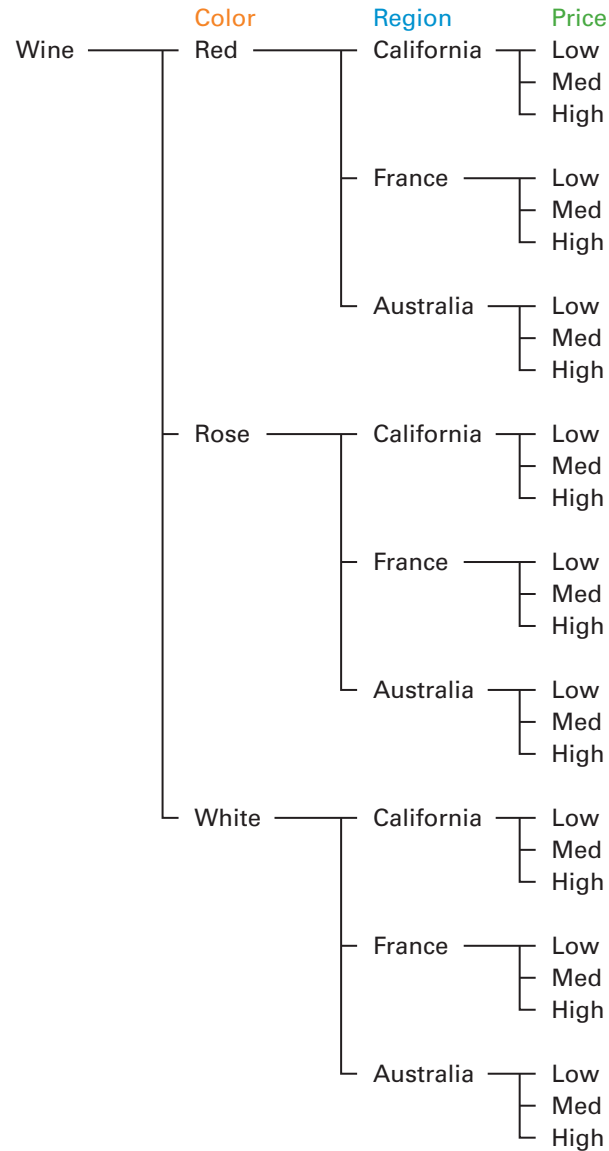 Color Region Price
Wine Red California Low
Med
High
France Low
Med
High
Australia Low
Med
High
Rose California Low
Med
High
France Low
Med
High
Australia Low
Med
High
White California Low
Med
High
France Low
Med
High
Australia Low
Med
High